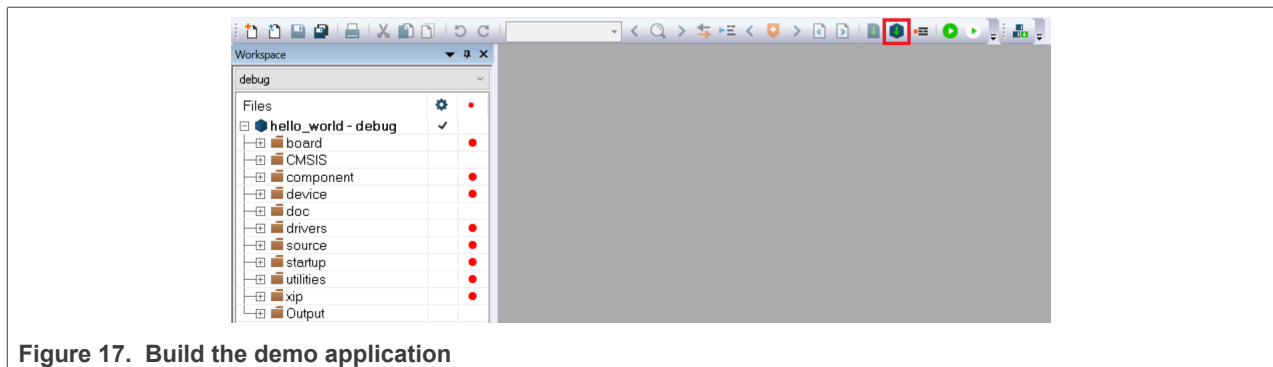 Workspace
debug
Files
hello_world - debug
board
CMSIS
component
device
doc
drivers
source
startup
utilities
xip
Output
Figure 17. Build the demo application